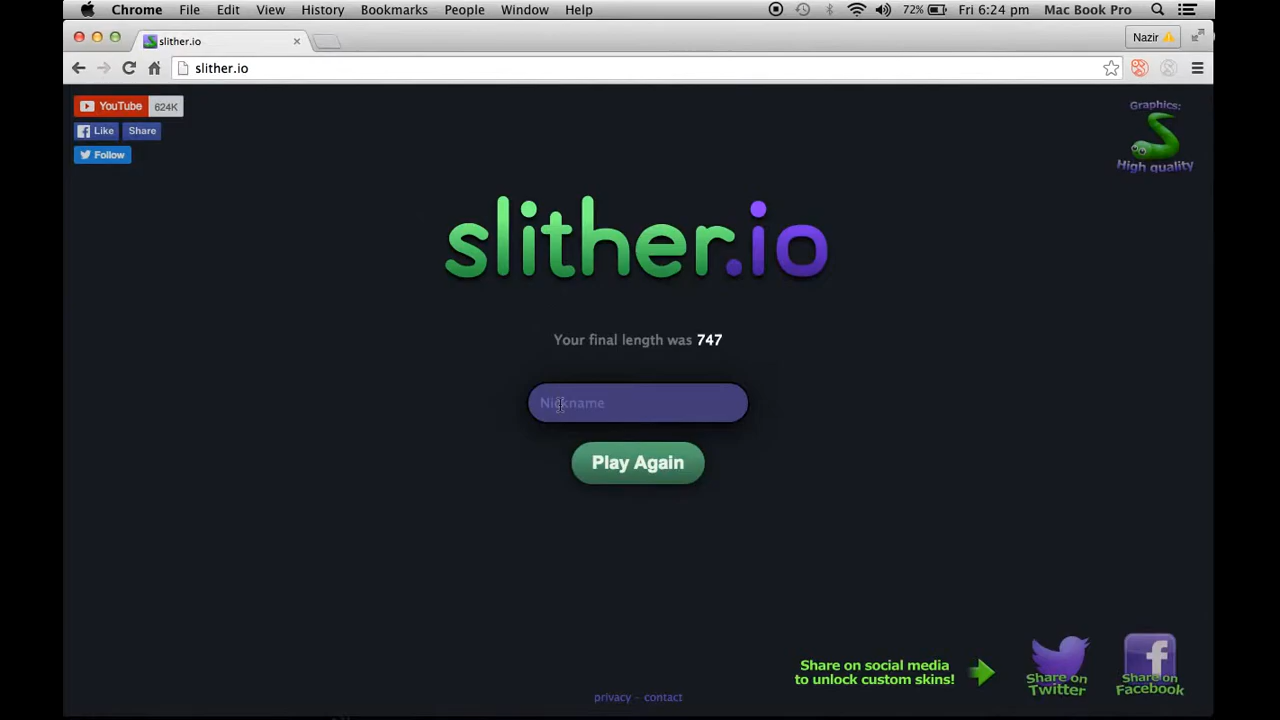 Chrome File Edit View History Bookmarks People Window Help 72% Fri 6:24 pm Mac Book Pro
slither.io Nazir
slither.io
YouTube 624K
Like Share
Follow
Graphics:
High quality
slither.io
Your final length was 747
Nickname
Play Again
Share on social media
to unlock custom skins!
Share on
Twitter
Share on
Facebook
privacy - contact